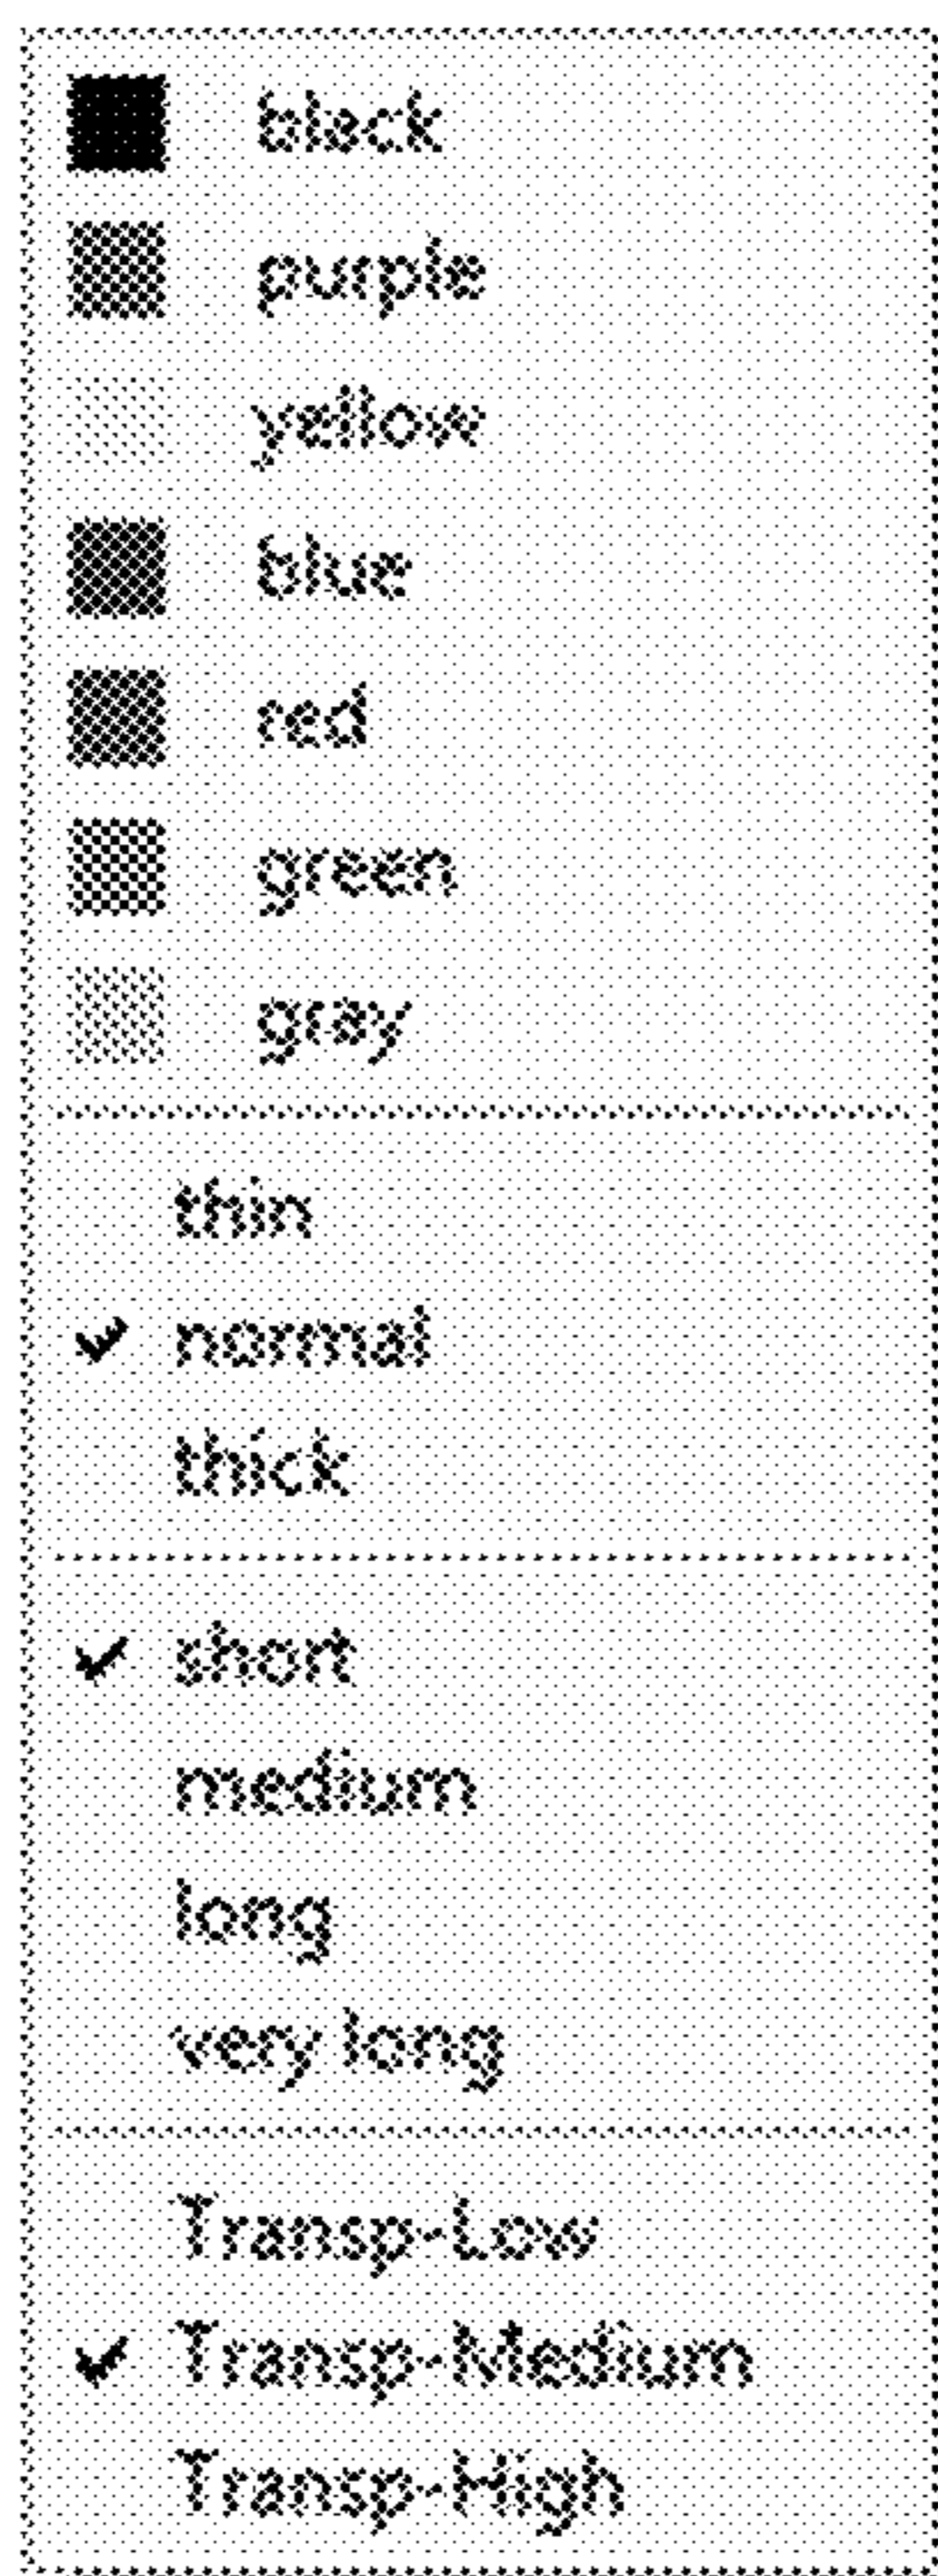 black
purple
yellow
blue
red
green
gray
thin
normal
thick
short
medium
long
very long
Transp-Low
Transp-Medium
Transp-High